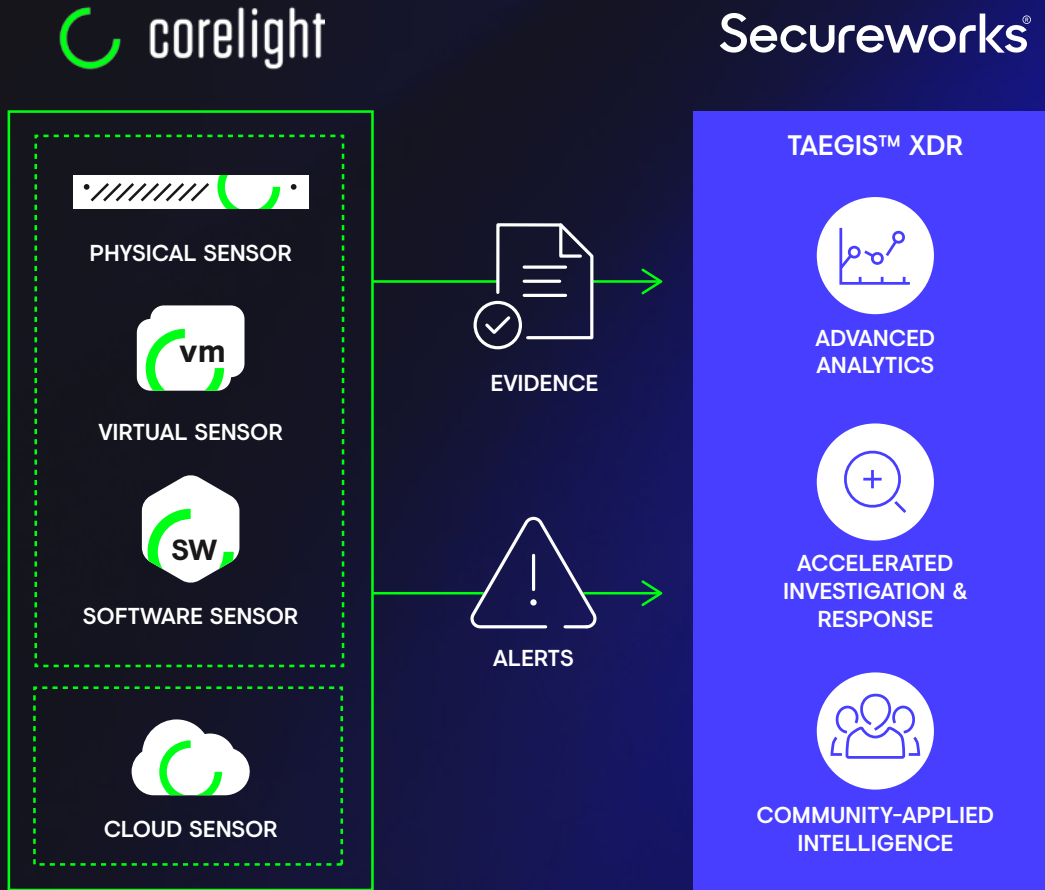 corelight
PHYSICAL SENSOR
vm
VIRTUAL SENSOR
SW
SOFTWARE SENSOR
CLOUD SENSOR
EVIDENCE
ALERTS
Secureworks®
TAEGIS™ XDR
ADVANCED
ANALYTICS
ACCELERATED
INVESTIGATION &
RESPONSE
COMMUNITY-APPLIED
INTELLIGENCE